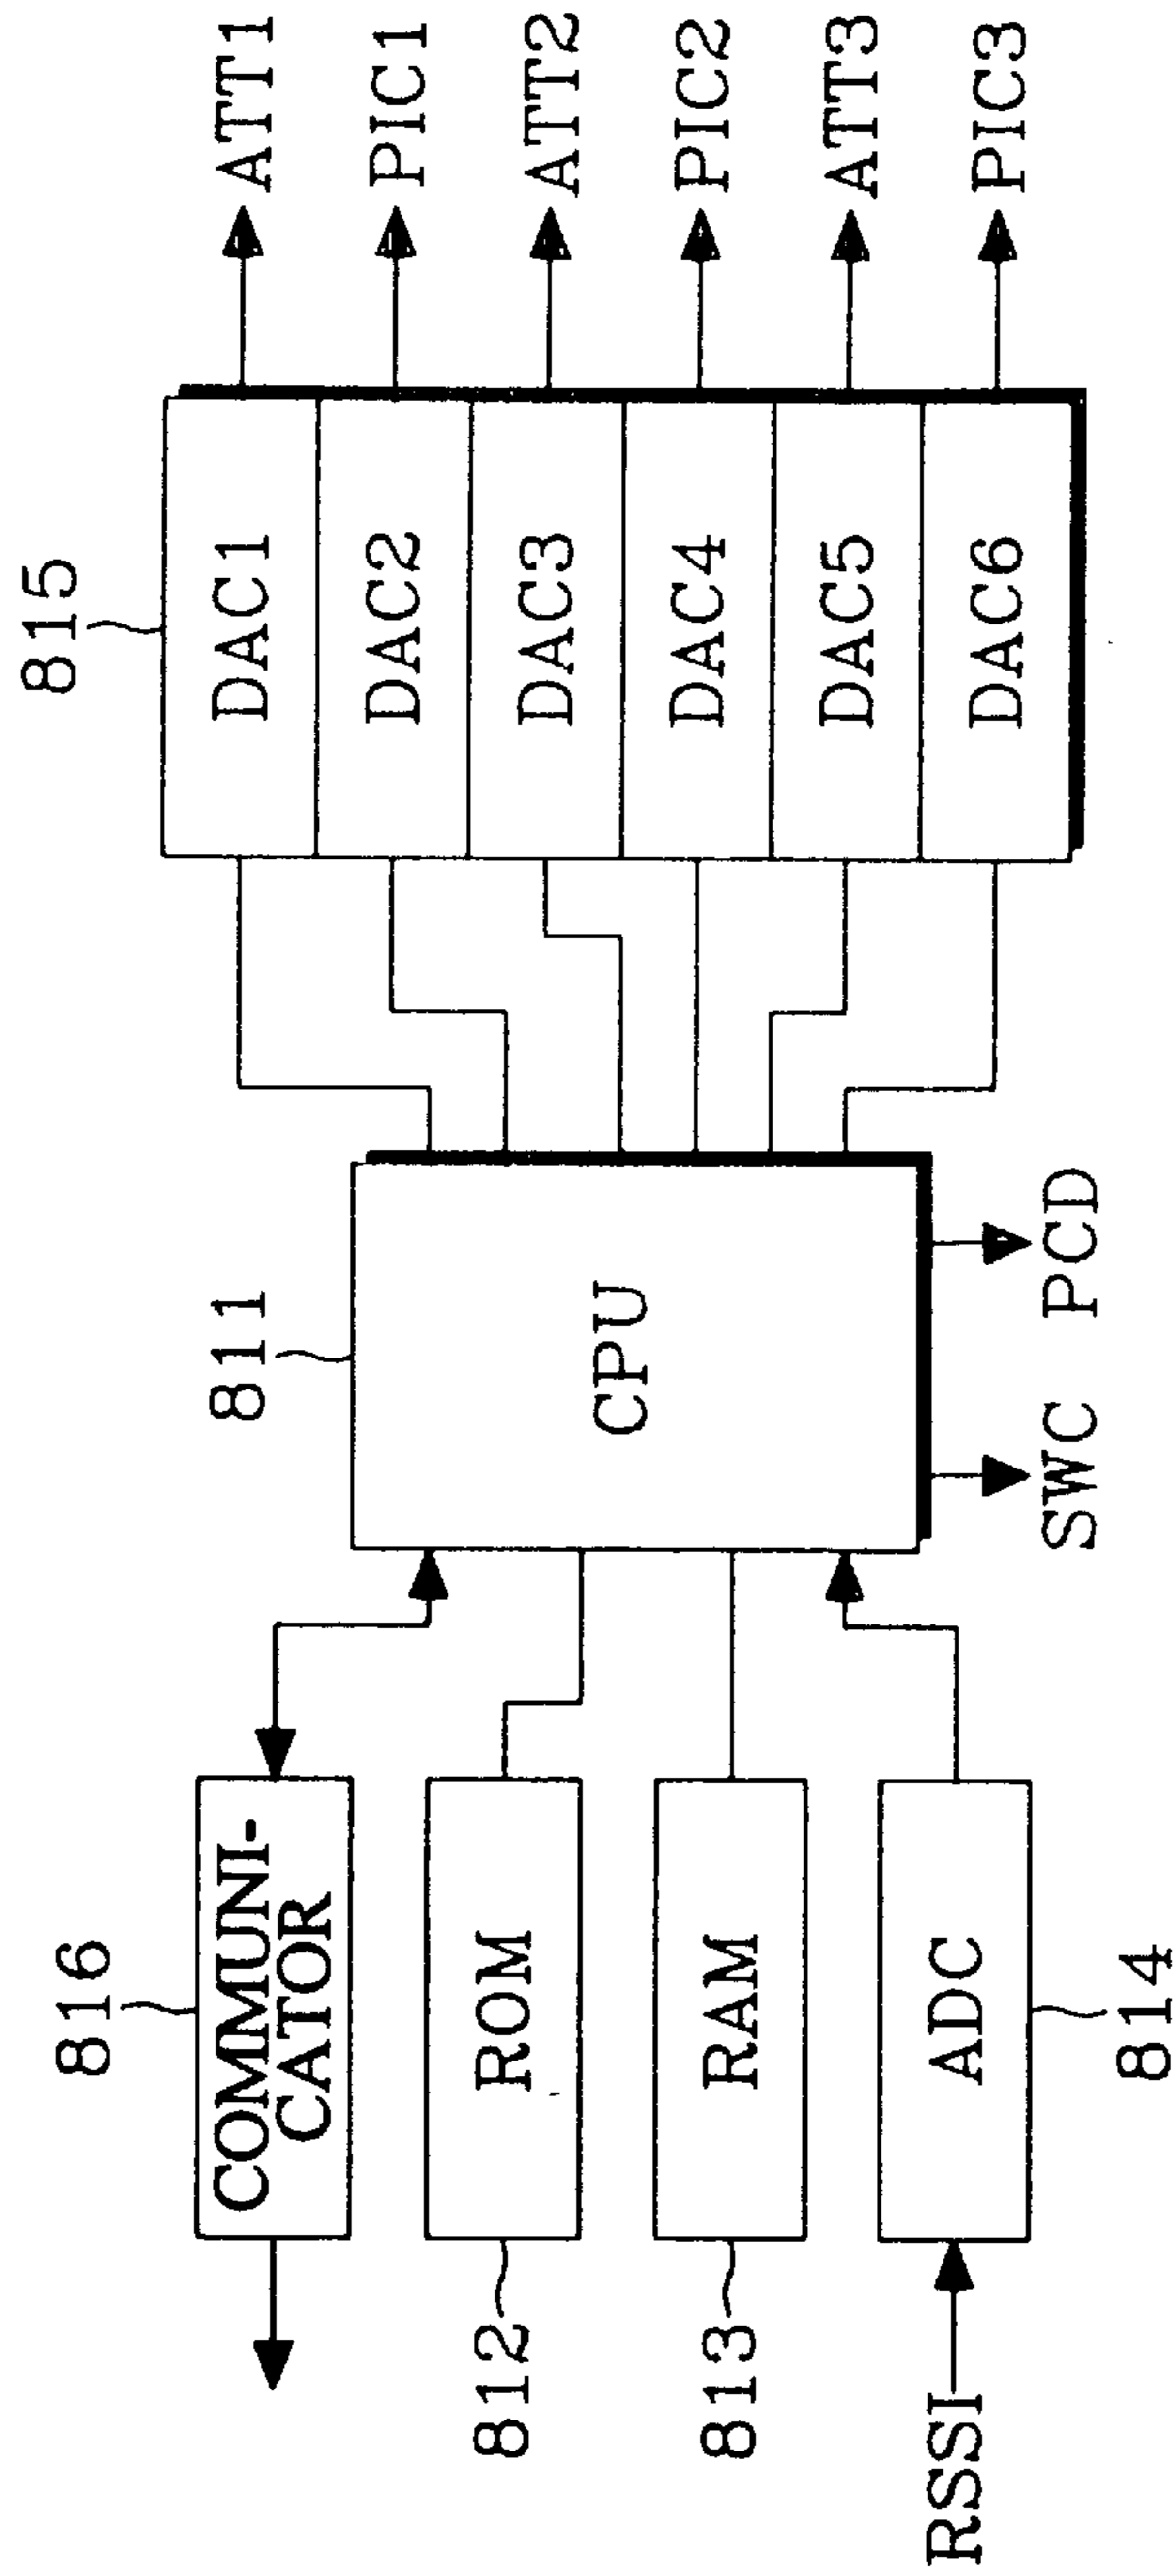 816
COMMUNI-
CATOR
812
ROM
813
RAM
RSSI
ADC
814
811
CPU
SWC
PCD
815
DAC1
DAC2
DAC3
DAC4
DAC5
DAC6
ATT1
PIC1
ATT2
PIC2
ATT3
PIC3